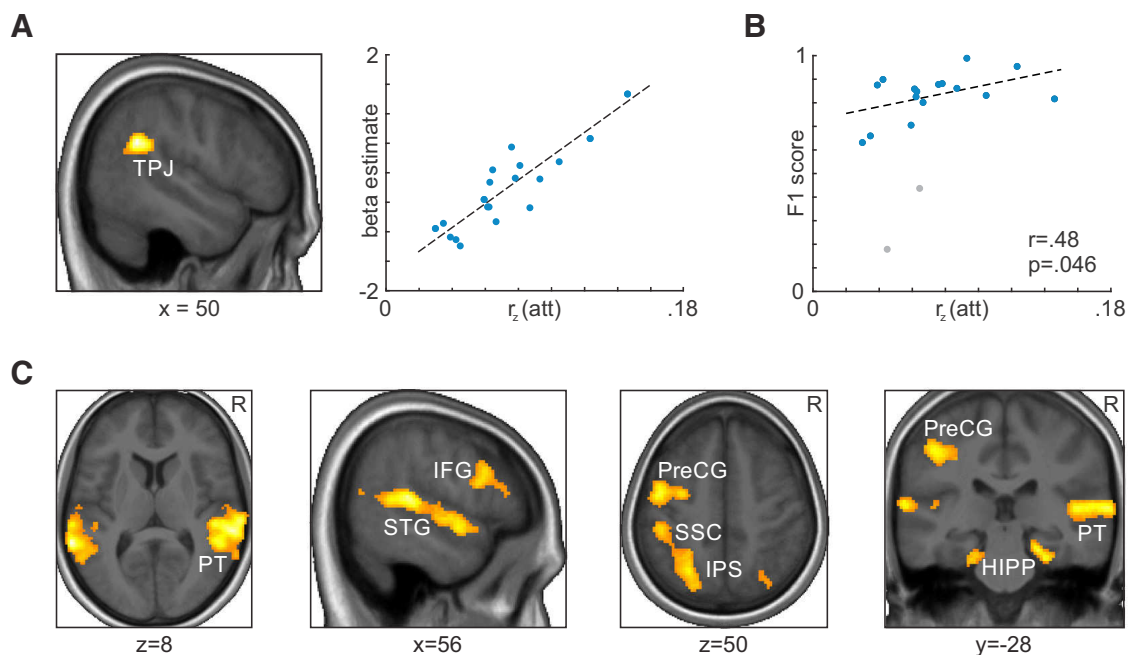 A
TPJ
x = 50
2
beta estimate
-2
0
rz(att)
.18
B
1
F1 score
0
r=.48
p=.046
0
rz(att)
.18
C
R
PT
z=8
IFG
STG
x=56
R
PreCG
SSC
IPS
z=50
R
PreCG
PT
HIPP
y=-28